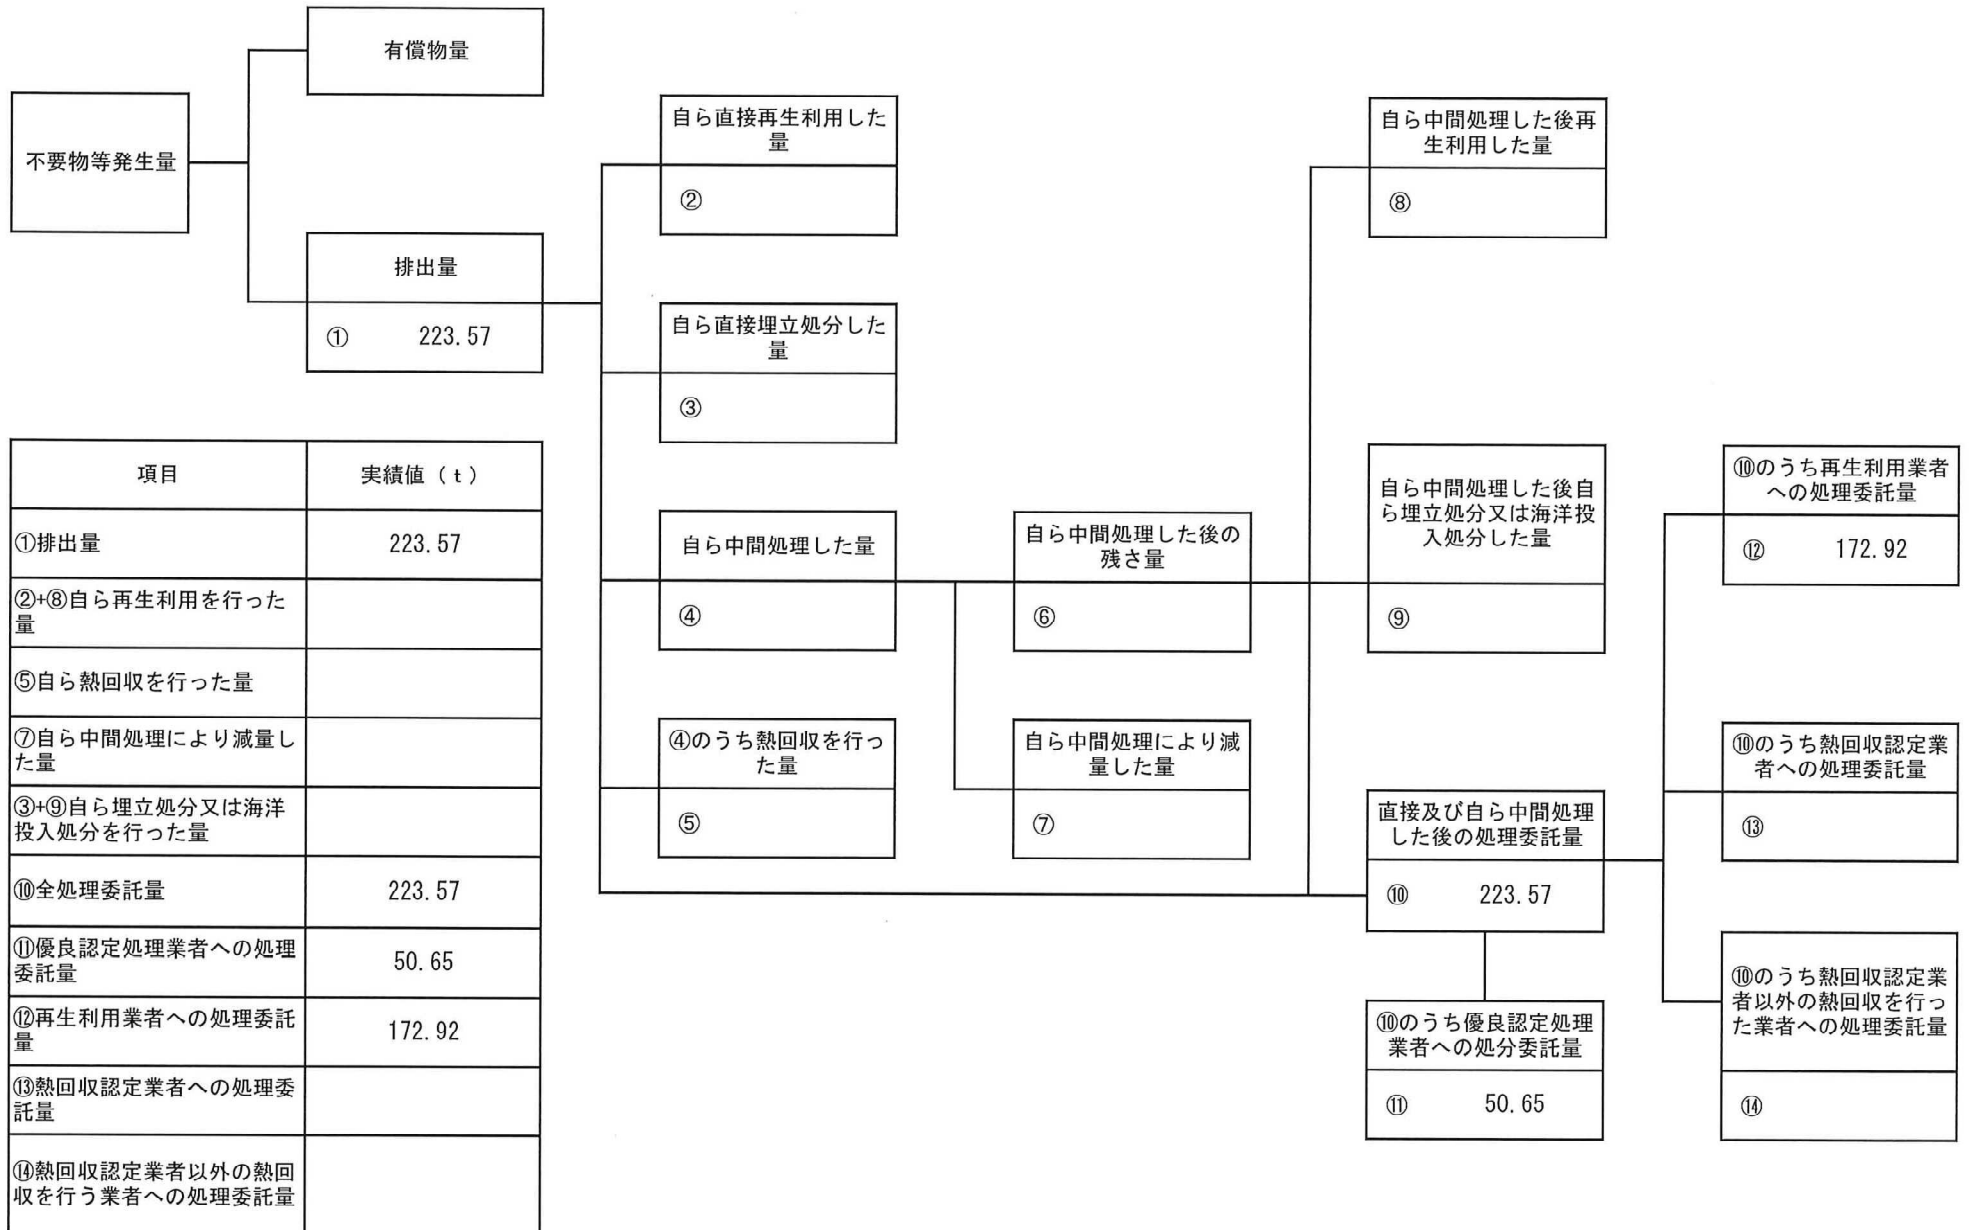 有償物量
不要物等発生量
排出量
① 223.57
自ら直接再生利用した
量
②
自ら直接埋立処分した
量
③
自ら中間処理した量
④
④のうち熱回収を行っ
た量
⑤
自ら中間処理した後の
残さ量
⑥
自ら中間処理により減
量した量
⑦
自ら中間処理した後再
生利用した量
⑧
自ら中間処理した後自
ら埋立処分又は海洋投
入処分した量
⑨
直接及び自ら中間処理
した後の処理委託量
⑩ 223.57
⑩のうち優良認定処理
業者への処分委託量
⑪ 50.65
⑩のうち再生利用業者
への処理委託量
⑫ 172.92
⑩のうち熱回収認定業
者への処理委託量
⑬
⑩のうち熱回収認定業
者以外の熱回収を行っ
た業者への処理委託量
⑭
項目 実績値（ｔ）
①排出量 223.57
②+⑧自ら再生利用を行った
量
⑤自ら熱回収を行った量
⑦自ら中間処理により減量し
た量
③+⑨自ら埋立処分又は海洋
投入処分を行った量
⑩全処理委託量 223.57
⑪優良認定処理業者への処理
委託量 50.65
⑫再生利用業者への処理委託
量 172.92
⑬熱回収認定業者への処理委
託量
⑭熱回収認定業者以外の熱回
収を行う業者への処理委託量